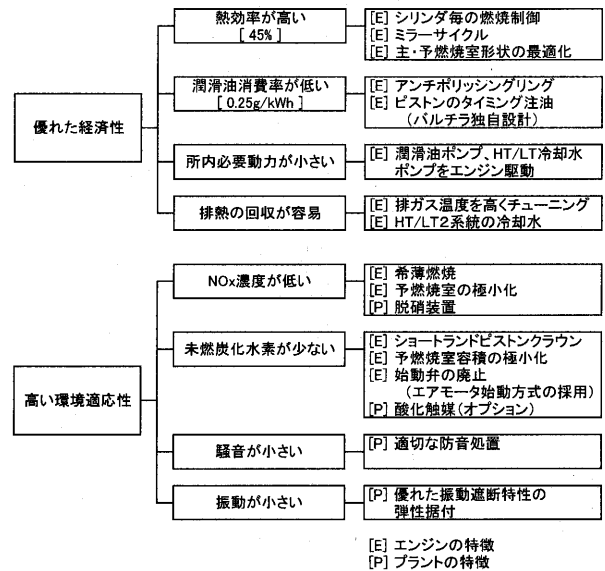 優れた経済性
熱効率が高い
[ 45%]
[E] シリンダ毎の燃焼制御
[E] ミラーサイクル
[E] 主・予燃焼室形状の最適化
潤滑油消費率が低い
[ 0.25g/kWh]
[E] アンチポリッシングリング
[E] ピストンのタイミング注油
(バルチラ独自設計)
所内必要動力が小さい
[E] 潤滑油ポンプ、HT/LT冷却水
ポンプをエンジン駆動
排熱の回収が容易
[E] 排ガス温度を高くチューニング
[E] HT/LT2系統の冷却水
高い環境適応性
NOx濃度が低い
[E] 希薄燃焼
[E] 予燃焼室の極小化
[P] 脱硝装置
未燃炭化水素が少ない
[E] ショートランドピストンクラウン
[E] 予燃焼室容積の極小化
[E] 始動弁の廃止
(エアモータ始動方式の採用)
[P] 酸化触媒(オプション)
騒音が小さい
[P] 適切な防音処置
振動が小さい
[P] 優れた振動遮断特性の
弾性据付
[E] エンジンの特徴
[P] プラントの特徴